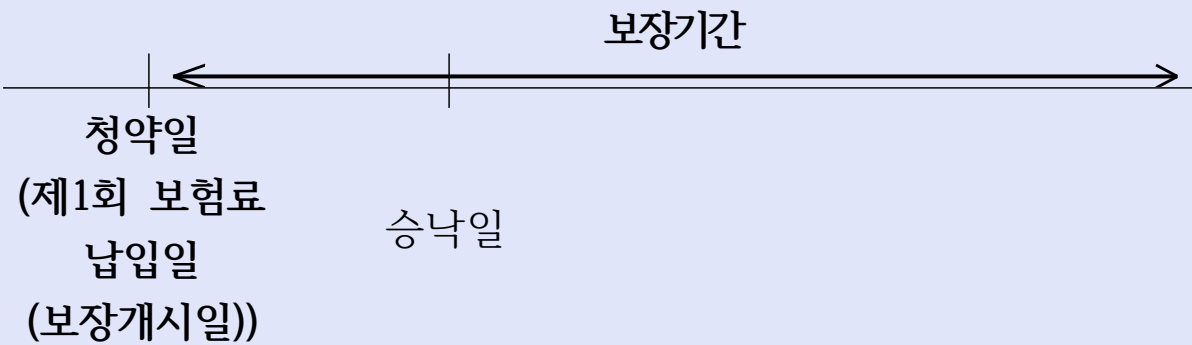 보장기간
청약일
(제1회 보험료
납입일
(보장개시일))
승낙일